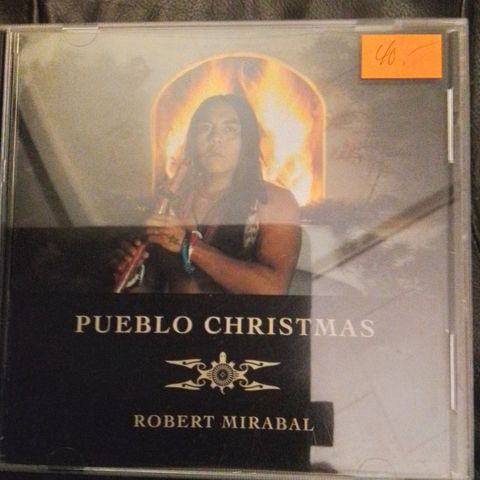 40.-
PUEBLO CHRISTMAS
ROBERT MIRABAL